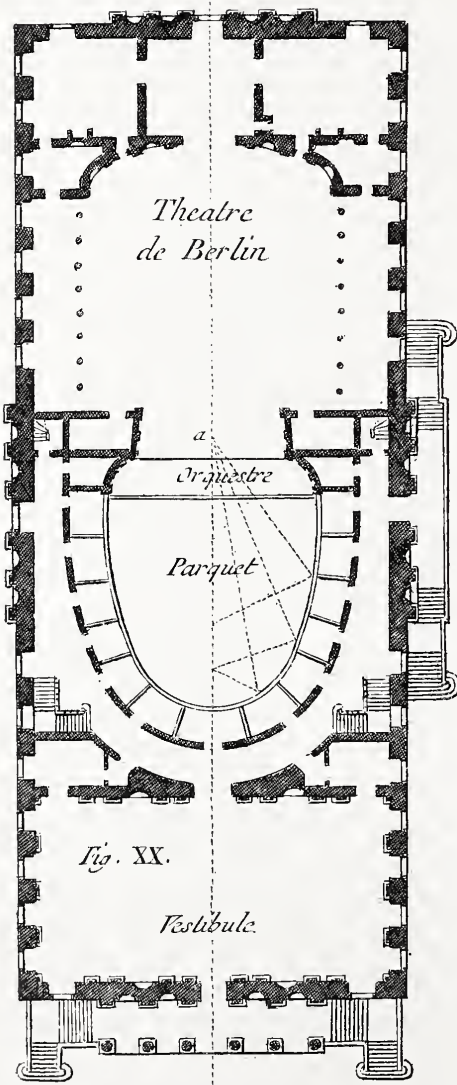 Theatre
de Berlin
a
Orquestre
Parquet
Fig. XX.
Vestibule